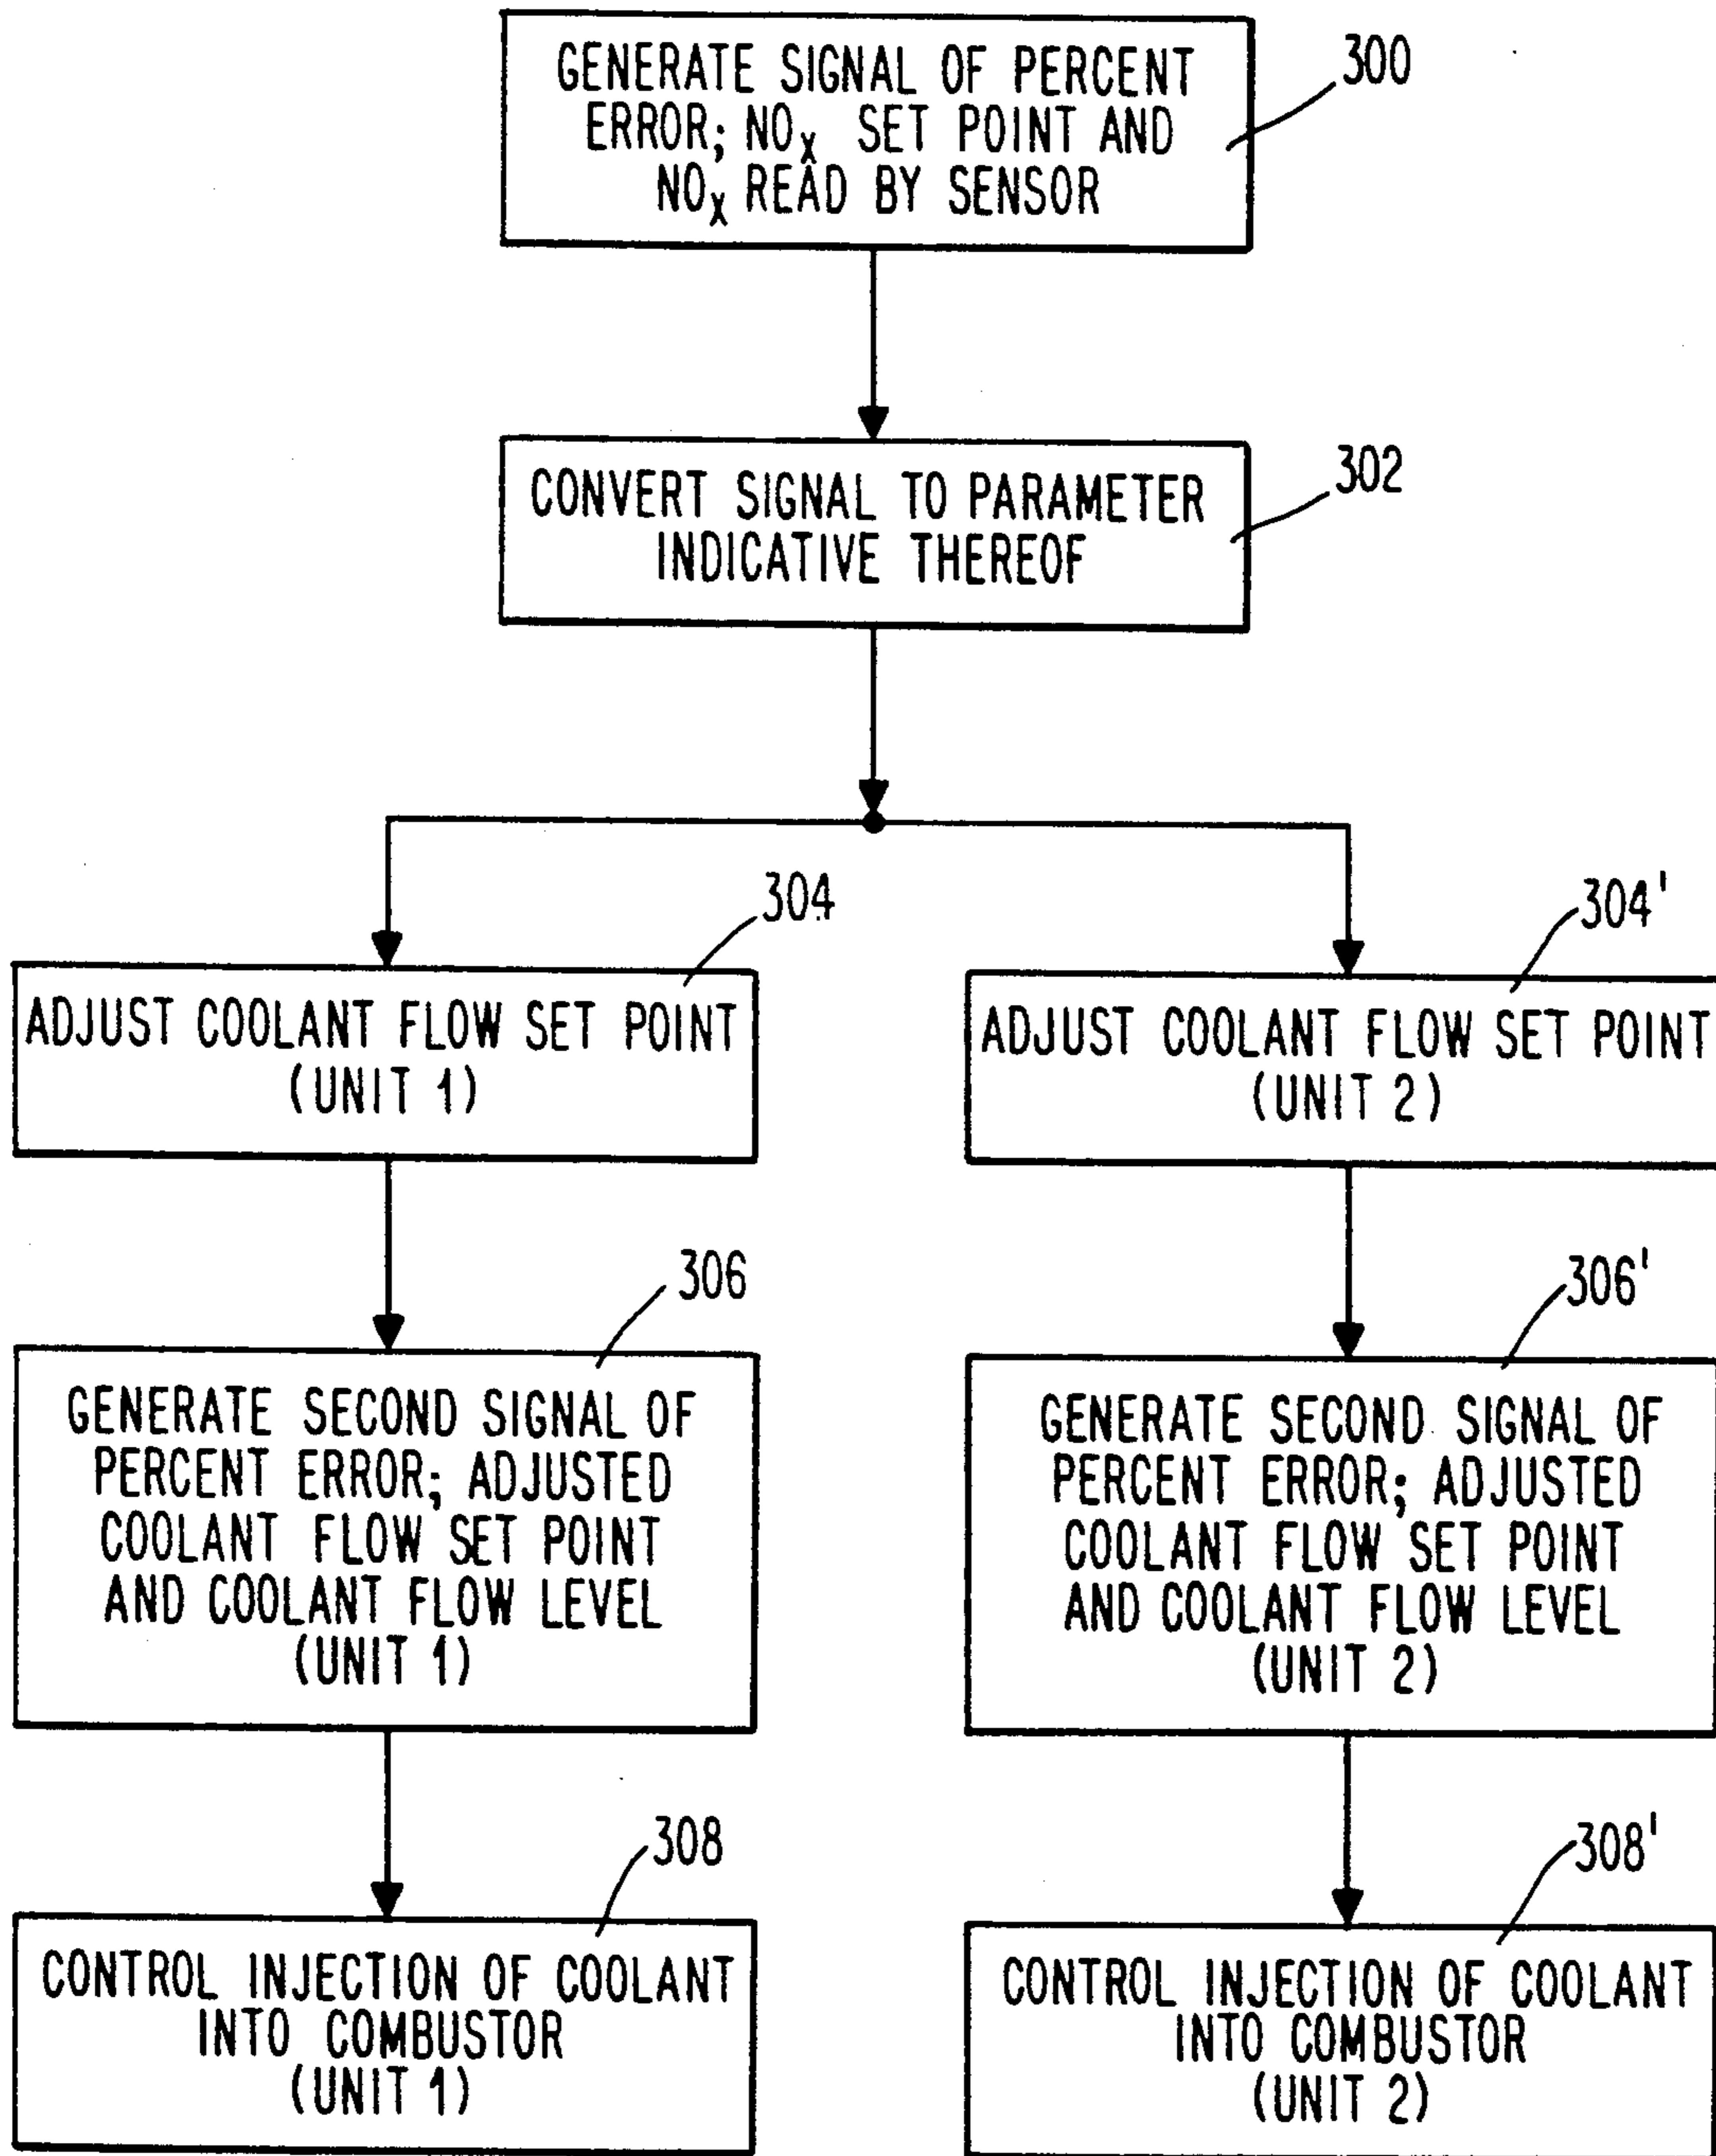 GENERATE SIGNAL OF PERCENT
ERROR; NOx SET POINT AND
NOx READ BY SENSOR
300
CONVERT SIGNAL TO PARAMETER
INDICATIVE THEREOF
302
304
ADJUST COOLANT FLOW SET POINT
(UNIT 1)
304'
ADJUST COOLANT FLOW SET POINT
(UNIT 2)
306
GENERATE SECOND SIGNAL OF
PERCENT ERROR; ADJUSTED
COOLANT FLOW SET POINT
AND COOLANT FLOW LEVEL
(UNIT 1)
306'
GENERATE SECOND SIGNAL OF
PERCENT ERROR; ADJUSTED
COOLANT FLOW SET POINT
AND COOLANT FLOW LEVEL
(UNIT 2)
308
CONTROL INJECTION OF COOLANT
INTO COMBUSTOR
(UNIT 1)
308'
CONTROL INJECTION OF COOLANT
INTO COMBUSTOR
(UNIT 2)